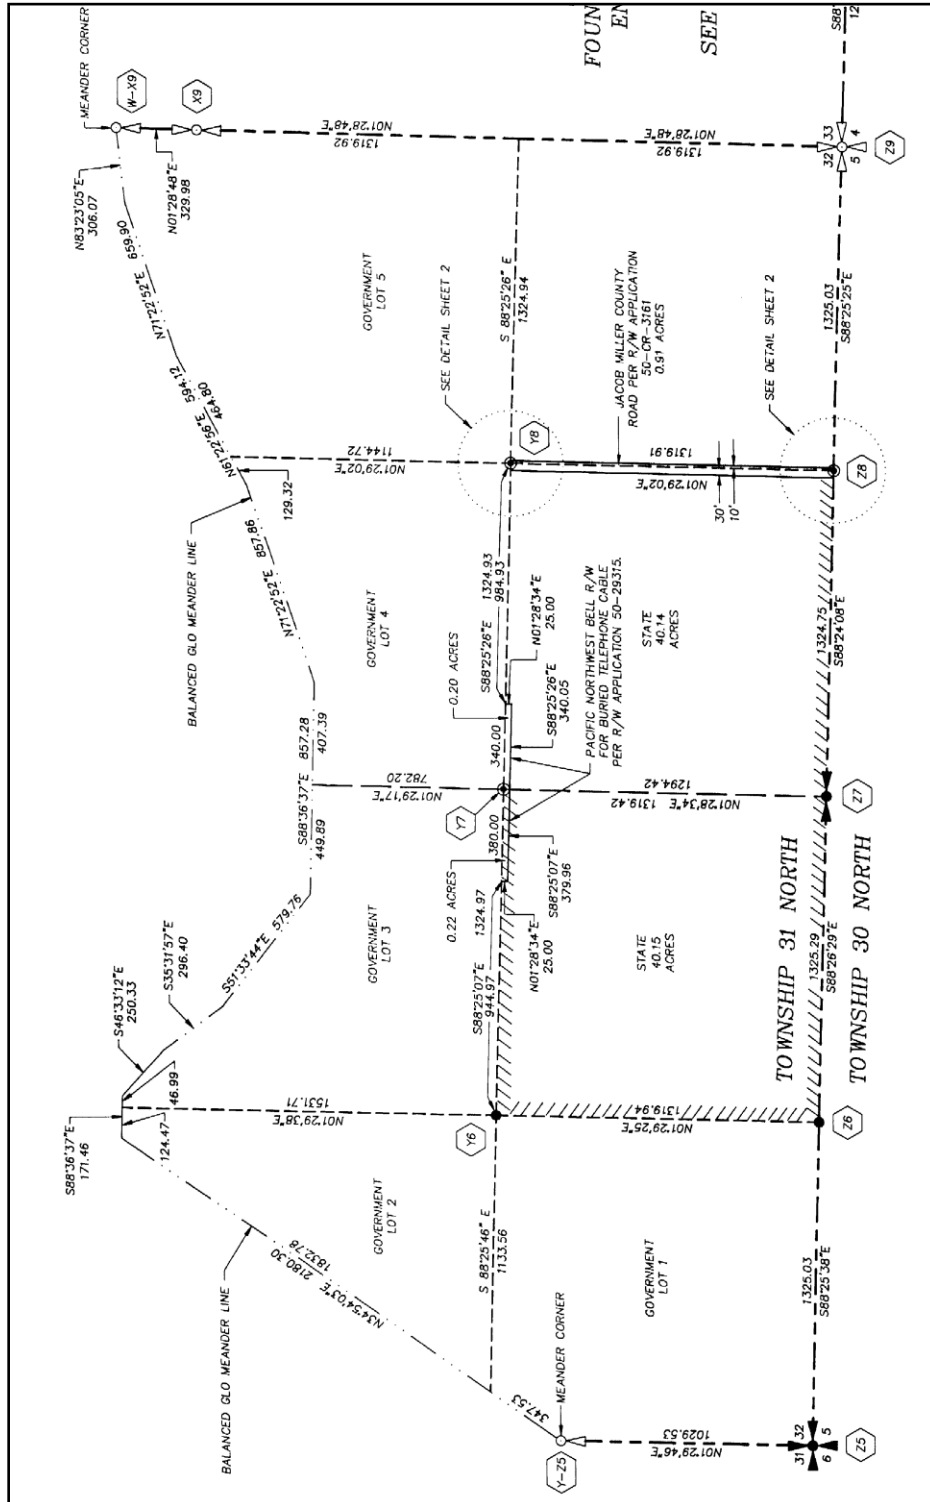 FOUN
EN
SEE
S88°
12
MEANDER CORNER
W-X9
X9
N83°23'05"E
306.07
N01°28'48"E
329.98
N01°28'48"E
1319.92
N01°28'48"E
1319.92
33
32
4
5
Z9
N71°22'52"E 659.90
GOVERNMENT
LOT 5
SEE DETAIL SHEET 2
S 88°25'26" E
1324.94
JACOB MILLER COUNTY
ROAD PER R/W APPLICATION
50-CR-3161
0.91 ACRES
SEE DETAIL SHEET 2
1325.03
S88°25'25"E
N61°22'56"E 594.12
464.80
129.32
N01°29'02"E
1144.72
Y8
1319.91
N01°29'02"E
30'
10'
Z8
BALANCED GLO MEANDER LINE
N71°22'52"E 857.86
GOVERNMENT
LOT 4
0.20 ACRES
S88°25'26"E 1324.93
984.93
N01°28'34"E
25.00
S88°25'26"E
340.05
340.00
PACIFIC NORTHWEST BELL R/W
FOR BURIED TELEPHONE CABLE
PER R/W APPLICATION 50-29315.
STATE
40.14
ACRES
1324.75
S88°24'08"E
S88°36'37"E 857.28
449.89 407.39
N01°29'17"E
782.20
Y7
N01°28'34"E 1319.42
1294.42
Z7
S51°33'44"E 579.76
S35°31'57"E
296.40
S46°33'12"E
250.33
GOVERNMENT
LOT 3
0.22 ACRES
380.00
S88°25'07"E 1324.97
944.97
N01°28'34"E
25.00
S88°25'07"E
379.96
STATE
40.15
ACRES
1325.29
S88°26'29"E
TOWNSHIP 31 NORTH
TOWNSHIP 30 NORTH
S88°36'37"E
171.46
46.99
124.47
N01°29'38"E
1531.71
Y6
N01°29'25"E
1319.94
Z6
GOVERNMENT
LOT 2
BALANCED GLO MEANDER LINE
N34°54'03"E 1832.78
2180.30
S 88°25'46" E
1133.56
347.53
MEANDER CORNER
Y-Z5
GOVERNMENT
LOT 1
N01°29'46"E
1029.53
1325.03
S88°25'38"E
31
32
6
5
Z5